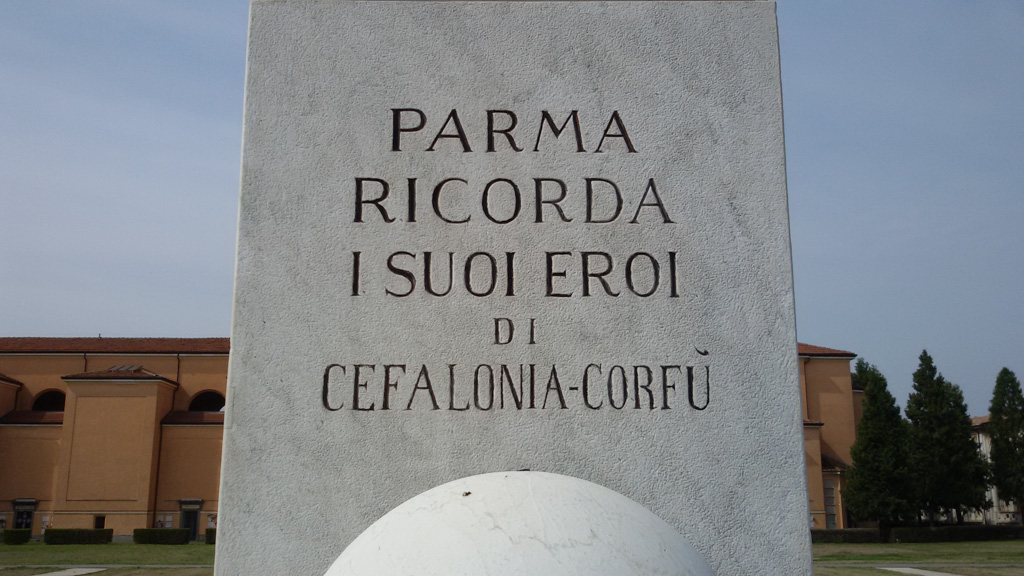 PARMA
RICORDA
I SUOI EROI
DI
CEFALONIA-CORFÙ